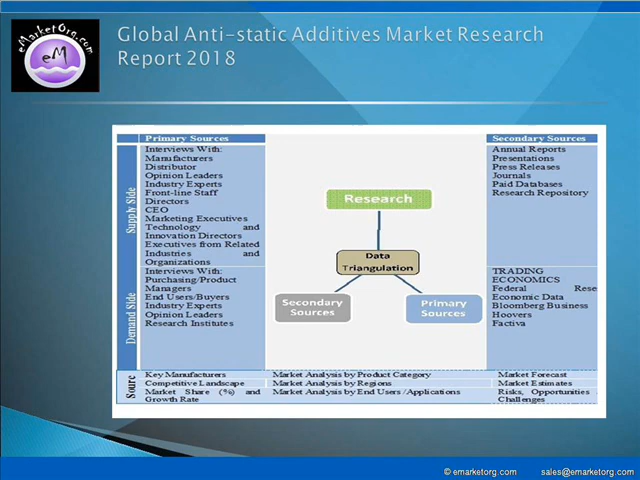 eMarketOrg.com
eM
Global Anti-static Additives Market Research
Report 2018
Primary Sources
Secondary Sources
Supply Side
Interviews With:
Manufacturers
Distributor
Opinion Leaders
Industry Experts
Front-line Staff
Directors
CEO
Marketing Executives
Technology and
Innovation Directors
Executives from Related
Industries and
Organizations
Annual Reports
Presentations
Press Releases
Journals
Paid Databases
Research Repository
Research
Data
Triangulation
Secondary
Sources
Primary
Sources
Demand Side
Interviews With:
Purchasing/Product
Managers
End Users/Buyers
Industry Experts
Opinion Leaders
Research Institutes
TRADING
ECONOMICS
Federal Rese
Economic Data
Bloomberg Business
Hoovers
Factiva
Sourc
Key Manufacturers
Competitive Landscape
Market Share (%) and
Growth Rate
Market Analysis by Product Category
Market Analysis by Regions
Market Analysis by End Users /Applications
Market Forecast
Market Estimates
Risks, Opportunities
Challenges
© emarketorg.com
sales@emarketorg.com